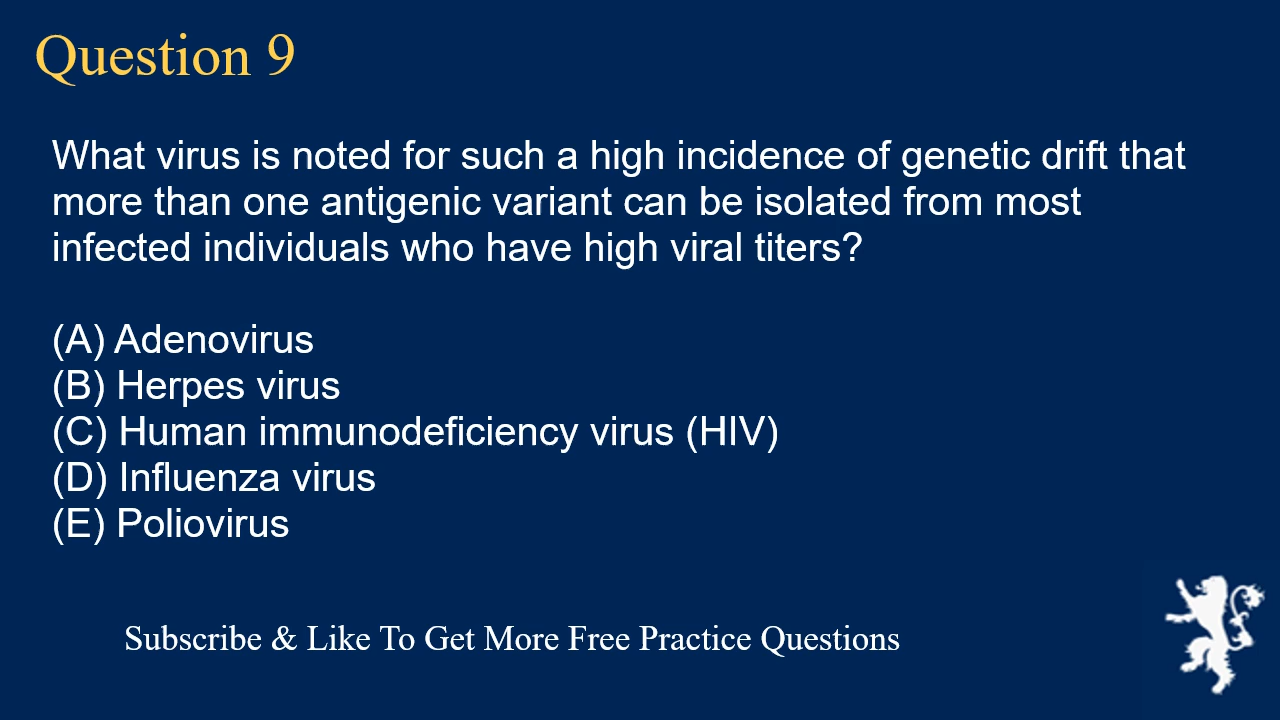 Question 9
What virus is noted for such a high incidence of genetic drift that
more than one antigenic variant can be isolated from most
infected individuals who have high viral titers?
(A) Adenovirus
(B) Herpes virus
(C) Human immunodeficiency virus (HIV)
(D) Influenza virus
(E) Poliovirus
Subscribe & Like To Get More Free Practice Questions